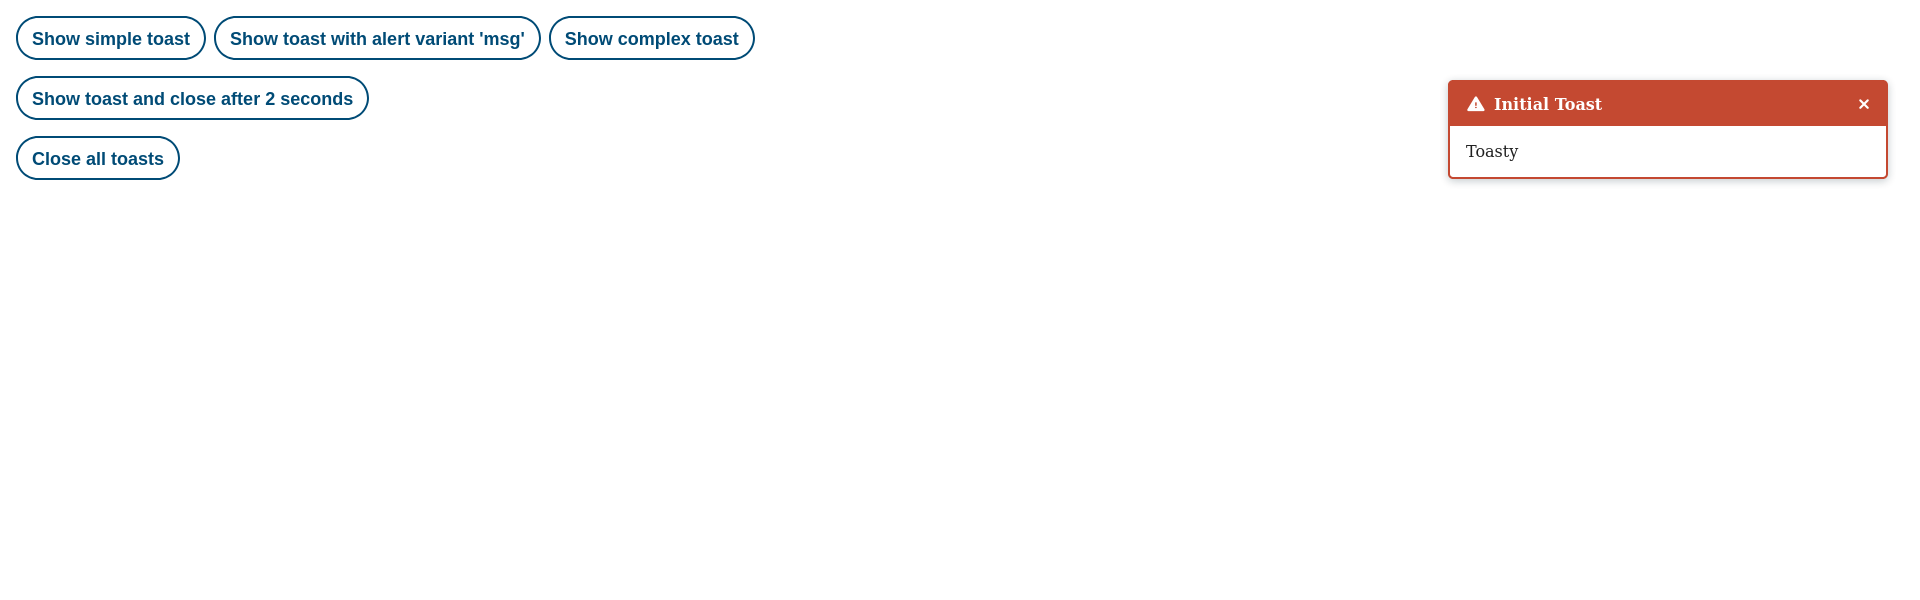 Show simple toast
Show toast with alert variant 'msg'
Show complex toast
Show toast and close after 2 seconds
Close all toasts
Initial Toast
Toasty